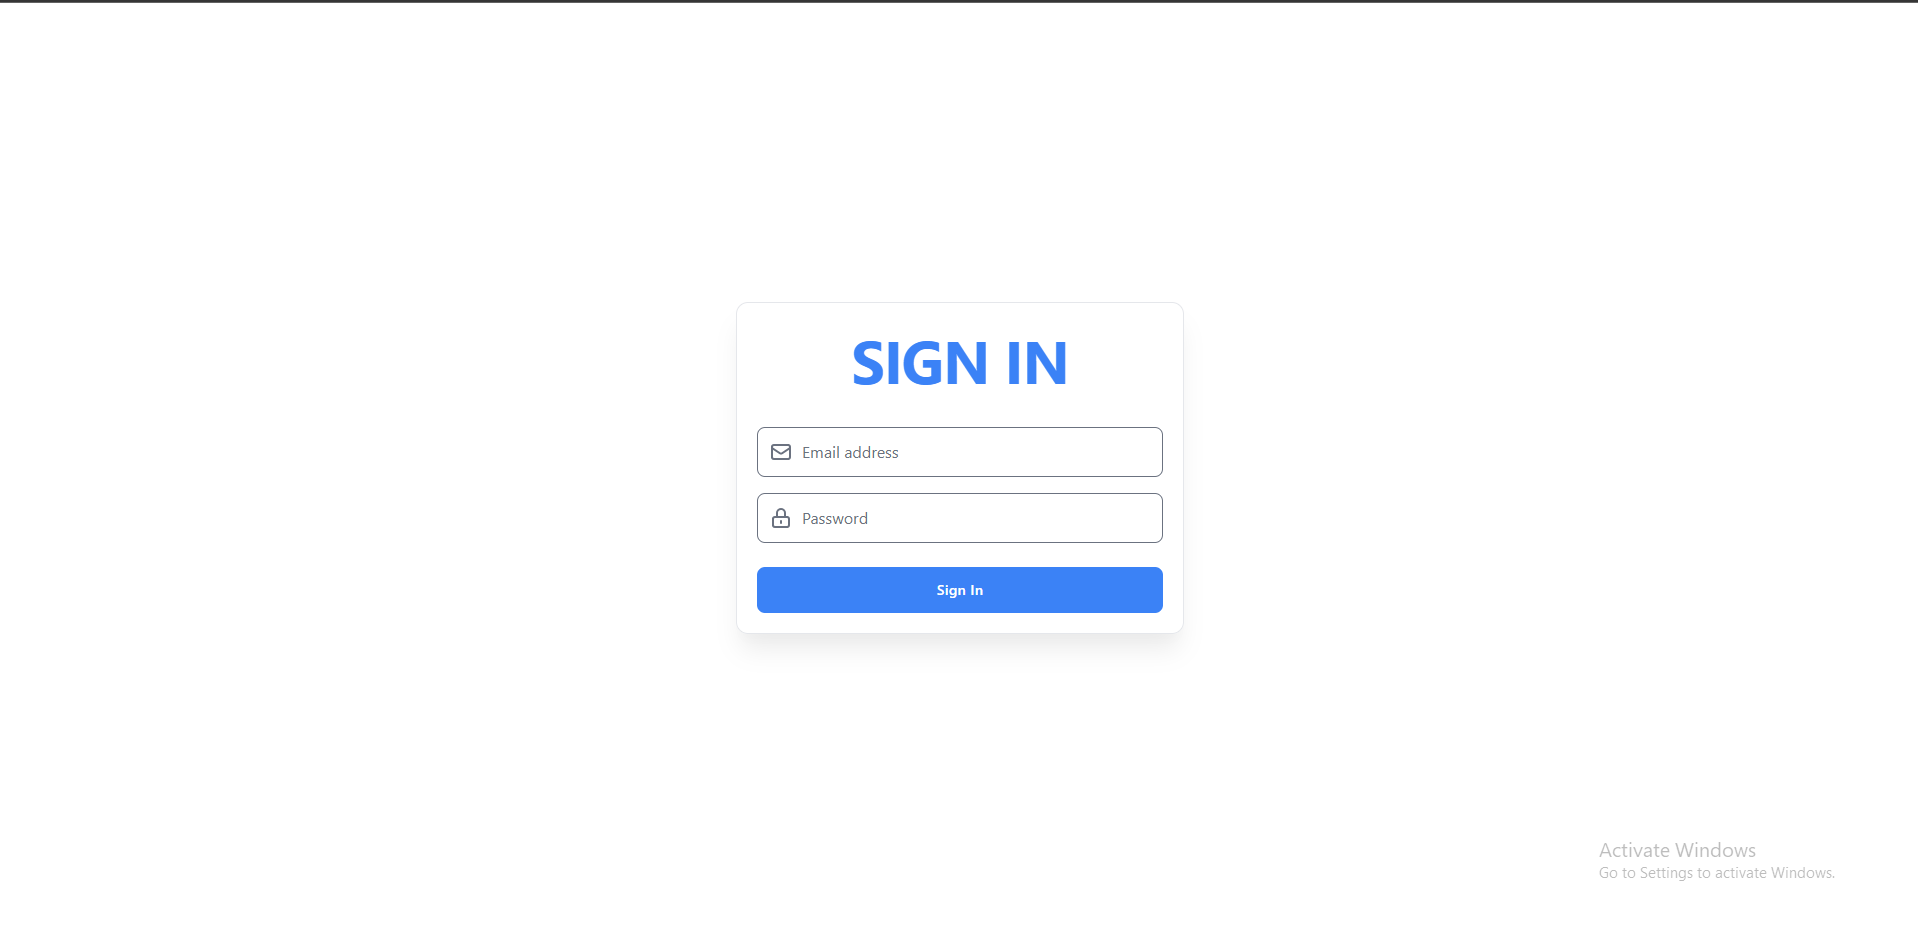 SIGN IN
Email address
Password
Sign In
Activate Windows
Go to Settings to activate Windows.